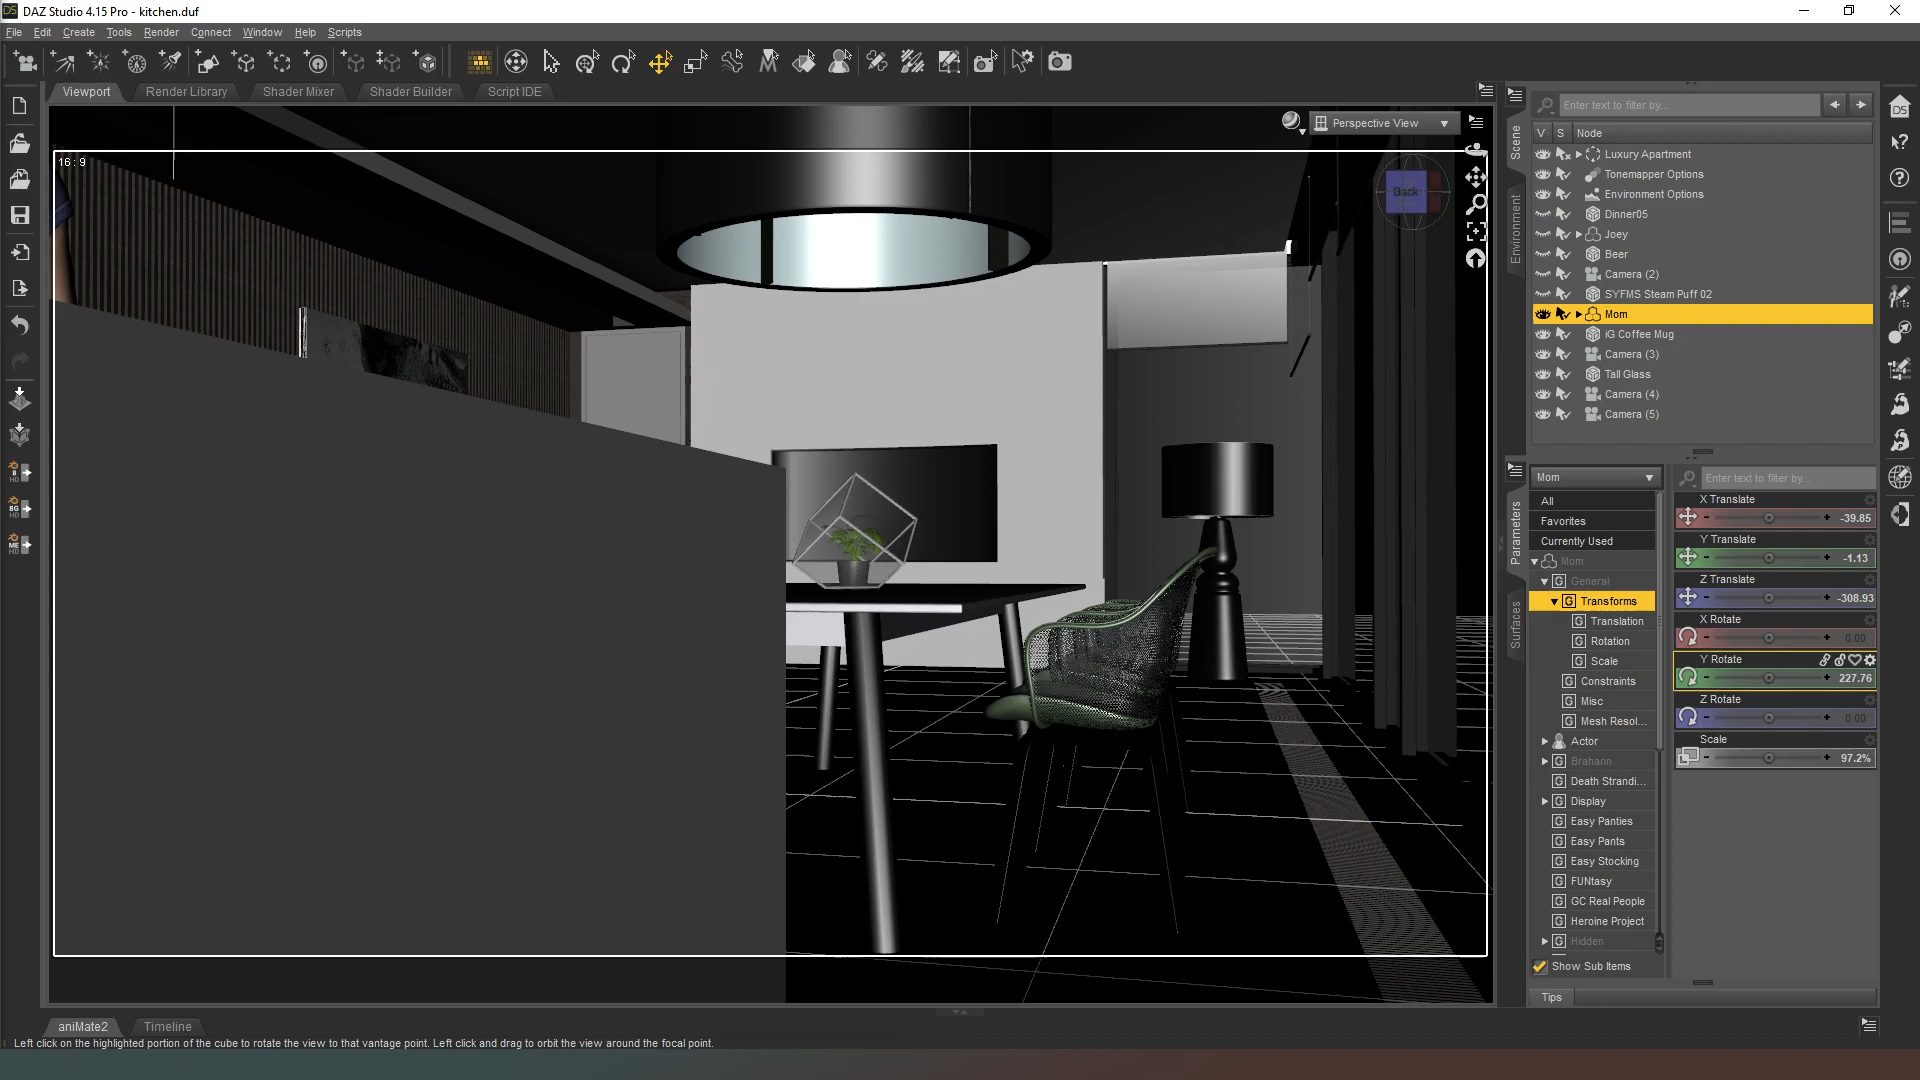 DAZ Studio 4.15 Pro - kitchen.duf
File Edit Create Tools Render Connect Window Help Scripts
Viewport Render Library Shader Mixer Shader Builder Script IDE
16 : 9
Perspective View
Back
Scene
Environment
Enter text to filter by...
V S Node
Luxury Apartment
Tonemapper Options
Environment Options
Dinner05
Joey
Beer
Camera (2)
SYFMS Steam Puff 02
Mom
iG Coffee Mug
Camera (3)
Tall Glass
Camera (4)
Camera (5)
Parameters
Surfaces
Mom
All
Favorites
Currently Used
Mom
General
Transforms
Translation
Rotation
Scale
Constraints
Misc
Mesh Resol...
Actor
Brahann
Death Strandi...
Display
Easy Panties
Easy Pants
Easy Stocking
FUNtasy
GC Real People
Heroine Project
Hidden
Show Sub Items
Enter text to filter by...
X Translate
-39.85
Y Translate
-1.13
Z Translate
-308.93
X Rotate
0.00
Y Rotate
227.76
Z Rotate
0.00
Scale
97.2%
Tips
aniMate2 Timeline
Left click on the highlighted portion of the cube to rotate the view to that vantage point. Left click and drag to orbit the view around the focal point.